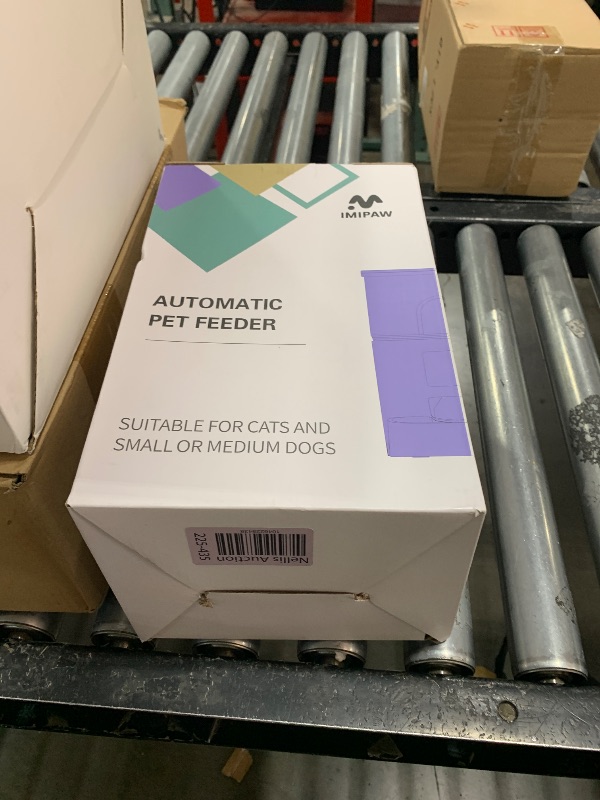 IMIPAW
AUTOMATIC
PET FEEDER
SUITABLE FOR CATS AND
SMALL OR MEDIUM DOGS
Nellis Auction
225-435